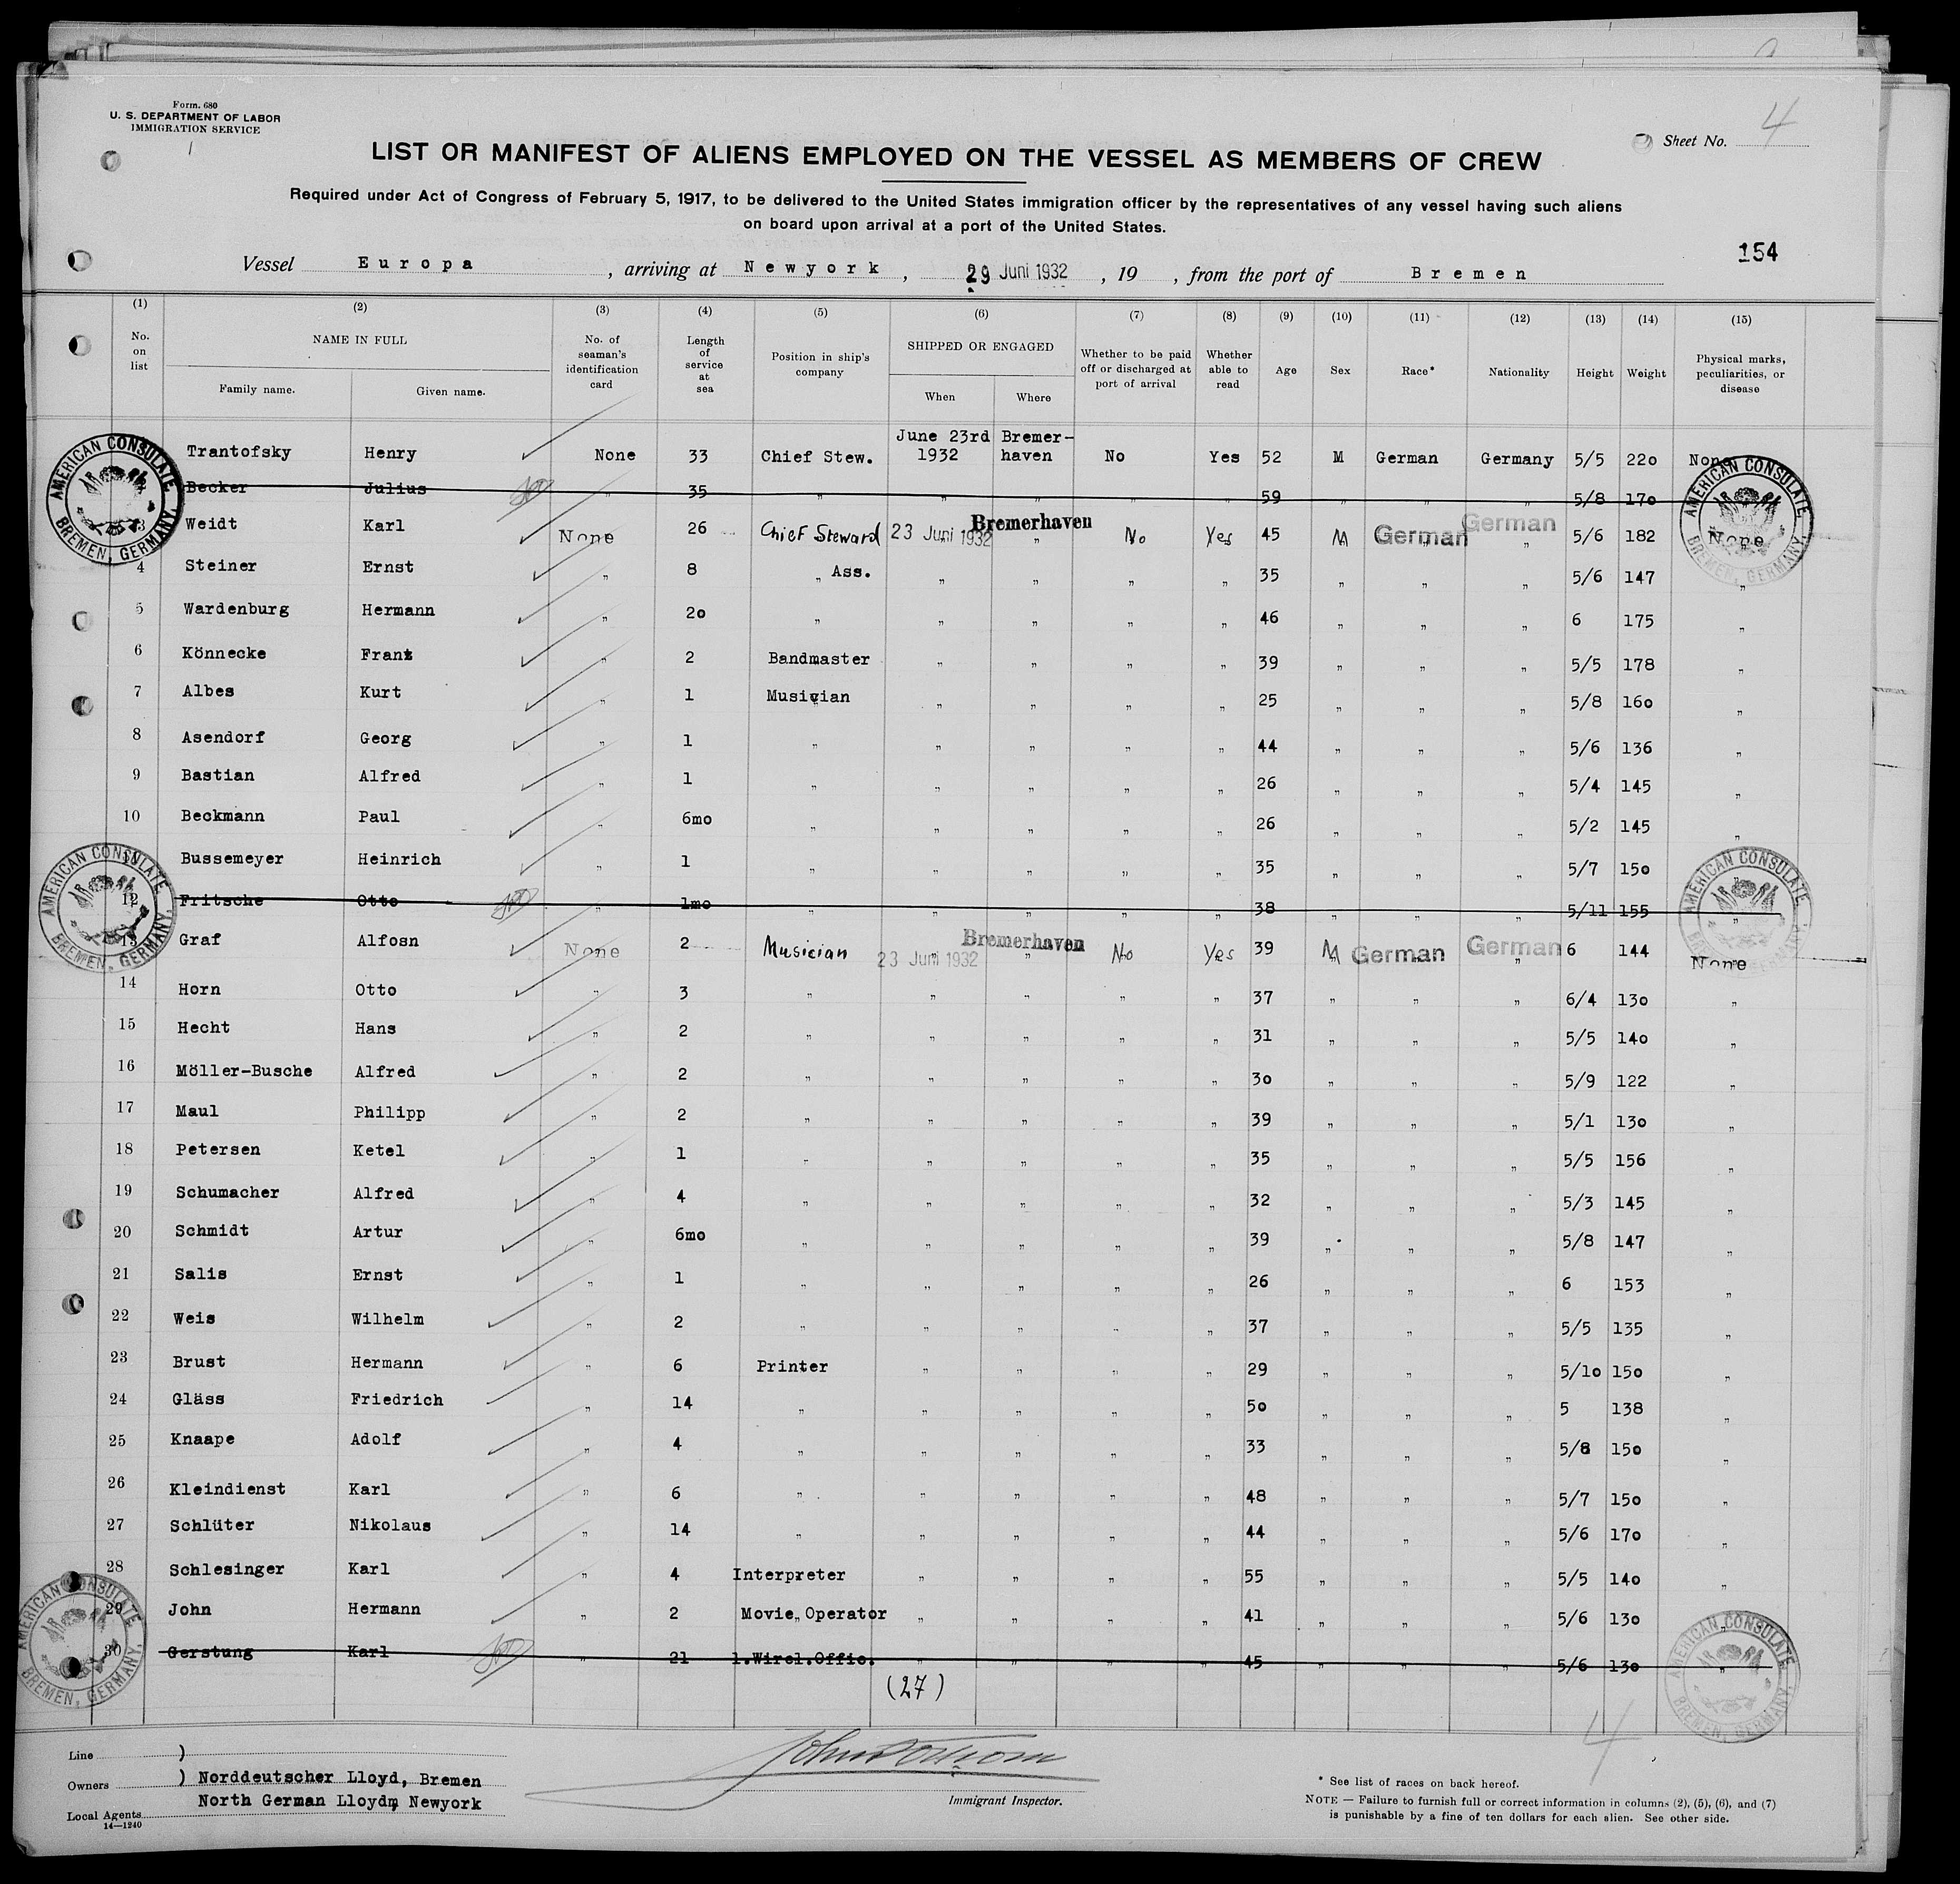 Form. 680
U. S. DEPARTMENT OF LABOR
IMMIGRATION SERVICE
Sheet No. 4
LIST OR MANIFEST OF ALIENS EMPLOYED ON THE VESSEL AS MEMBERS OF CREW
Required under Act of Congress of February 5, 1917, to be delivered to the United States immigration officer by the representatives of any vessel having such aliens
on board upon arrival at a port of the United States.
154
Vessel Europa, arriving at Newyork, 29 Juni 1932, 19 , from the port of Bremen
(1) (2) (3) (4) (5) (6) (7) (8) (9) (10) (11) (12) (13) (14) (15)
No. on list NAME IN FULL Family name. Given name. No. of seaman's identification card Length of service at sea Position in ship's company SHIPPED OR ENGAGED When Where Whether to be paid off or discharged at port of arrival Whether able to read Age Sex Race* Nationality Height Weight Physical marks, peculiarities, or disease
Trantofsky Henry None 33 Chief Stew. June 23rd 1932 Bremer-haven No Yes 52 M German Germany 5/5 220 None
Becker Julius " 35 " " " " " 59 " " " 5/8 170
3 Weidt Karl None 26 Chief Steward 23 Juni 1932 Bremerhaven No Yes 45 M German German 5/6 182 None
4 Steiner Ernst " 8 " Ass. " " " " 35 " " " 5/6 147 "
5 Wardenburg Hermann " 20 " " " " " 46 " " " 6 175 "
6 Könnecke Franz " 2 Bandmaster " " " " 39 " " " 5/5 178 "
7 Albes Kurt " 1 Musician " " " " 25 " " " 5/8 160 "
8 Asendorf Georg " 1 " " " " " 44 " " " 5/6 136 "
9 Bastian Alfred " 1 " " " " " 26 " " " 5/4 145 "
10 Beckmann Paul " 6mo " " " " " 26 " " " 5/2 145 "
11 Bussemeyer Heinrich " 1 " " " " " 35 " " " 5/7 150
12 Fritsche Otto " 1mo " " " " " 38 " " " 5/11 155 "
13 Graf Alfosn None 2 Musician 23 Juni 1932 Bremerhaven No Yes 39 M German German 6 144 None
14 Horn Otto " 3 " " " " " 37 " " " 6/4 130 "
15 Hecht Hans " 2 " " " " " 31 " " " 5/5 140 "
16 Möller-Busche Alfred " 2 " " " " " 30 " " " 5/9 122 "
17 Maul Philipp " 2 " " " " " 39 " " " 5/1 130 "
18 Petersen Ketel " 1 " " " " " 35 " " " 5/5 156 "
19 Schumacher Alfred " 4 " " " " " 32 " " " 5/3 145 "
20 Schmidt Artur " 6mo " " " " " 39 " " " 5/8 147 "
21 Salis Ernst " 1 " " " " " 26 " " " 6 153 "
22 Weis Wilhelm " 2 " " " " " 37 " " " 5/5 135 "
23 Brust Hermann " 6 Printer " " " " 29 " " " 5/10 150 "
24 Gläss Friedrich " 14 " " " " " 50 " " " 5 138 "
25 Knaape Adolf " 4 " " " " " 33 " " " 5/8 150 "
26 Kleindienst Karl " 6 " " " " " 48 " " " 5/7 150 "
27 Schlüter Nikolaus " 14 " " " " " 44 " " " 5/6 170 "
28 Schlesinger Karl " 4 Interpreter " " " " 55 " " " 5/5 140 "
29 John Hermann " 2 Movie Operator " " " " 41 " " " 5/6 130 "
30 Gerstung Karl " 21 1.Wirel.Offic. " " " " 45 " " " 5/6 130 "
(27)
4
AMERICAN CONSULATE BREMEN, GERMANY.
AMERICAN CONSULATE BREMEN, GERMANY.
AMERICAN CONSULATE BREMEN, GERMANY.
AMERICAN CONSULATE BREMEN, GERMANY.
AMERICAN CONSULATE BREMEN, GERMANY.
AMERICAN CONSULATE BREMEN, GERMANY.
Line )
Owners ) Norddeutscher Lloyd, Bremen
North German Lloyd, Newyork
Local Agents
14—1240
Immigrant Inspector.
* See list of races on back hereof.
NOTE — Failure to furnish full or correct information in columns (2), (5), (6), and (7)
is punishable by a fine of ten dollars for each alien. See other side.